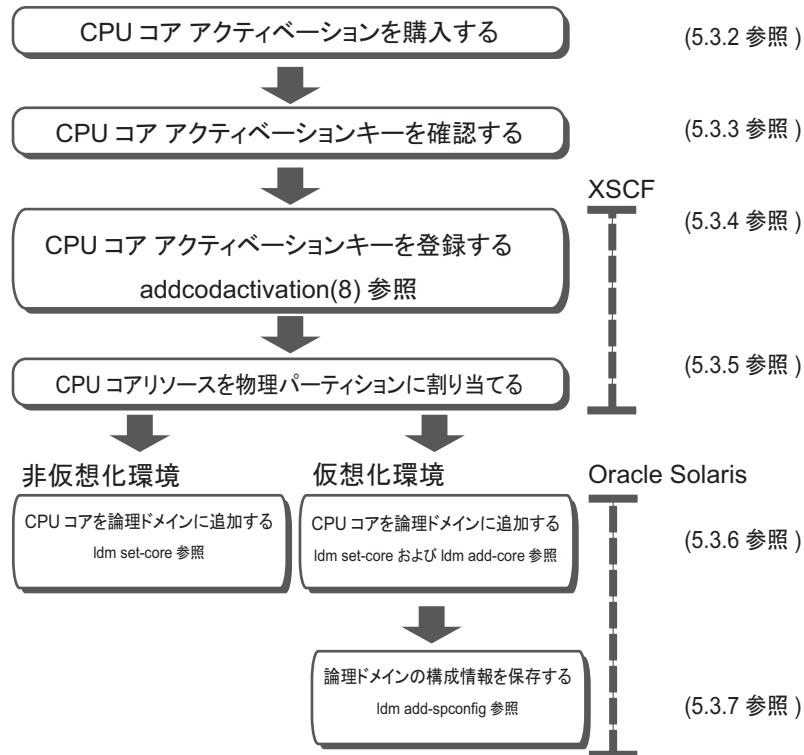 CPU コア アクティベーションを購入する
(5.3.2 参照 )
CPU コア アクティベーションキーを確認する
(5.3.3 参照 )
XSCF
CPU コア アクティベーションキーを登録する
addcodactivation(8) 参照
(5.3.4 参照 )
CPU コアリソースを物理パーティションに割り当てる
(5.3.5 参照 )
非仮想化環境
仮想化環境
Oracle Solaris
CPU コアを論理ドメインに追加する
ldm set-core 参照
CPU コアを論理ドメインに追加する
ldm set-core および ldm add-core 参照
(5.3.6 参照 )
論理ドメインの構成情報を保存する
ldm add-spconfig 参照
(5.3.7 参照 )